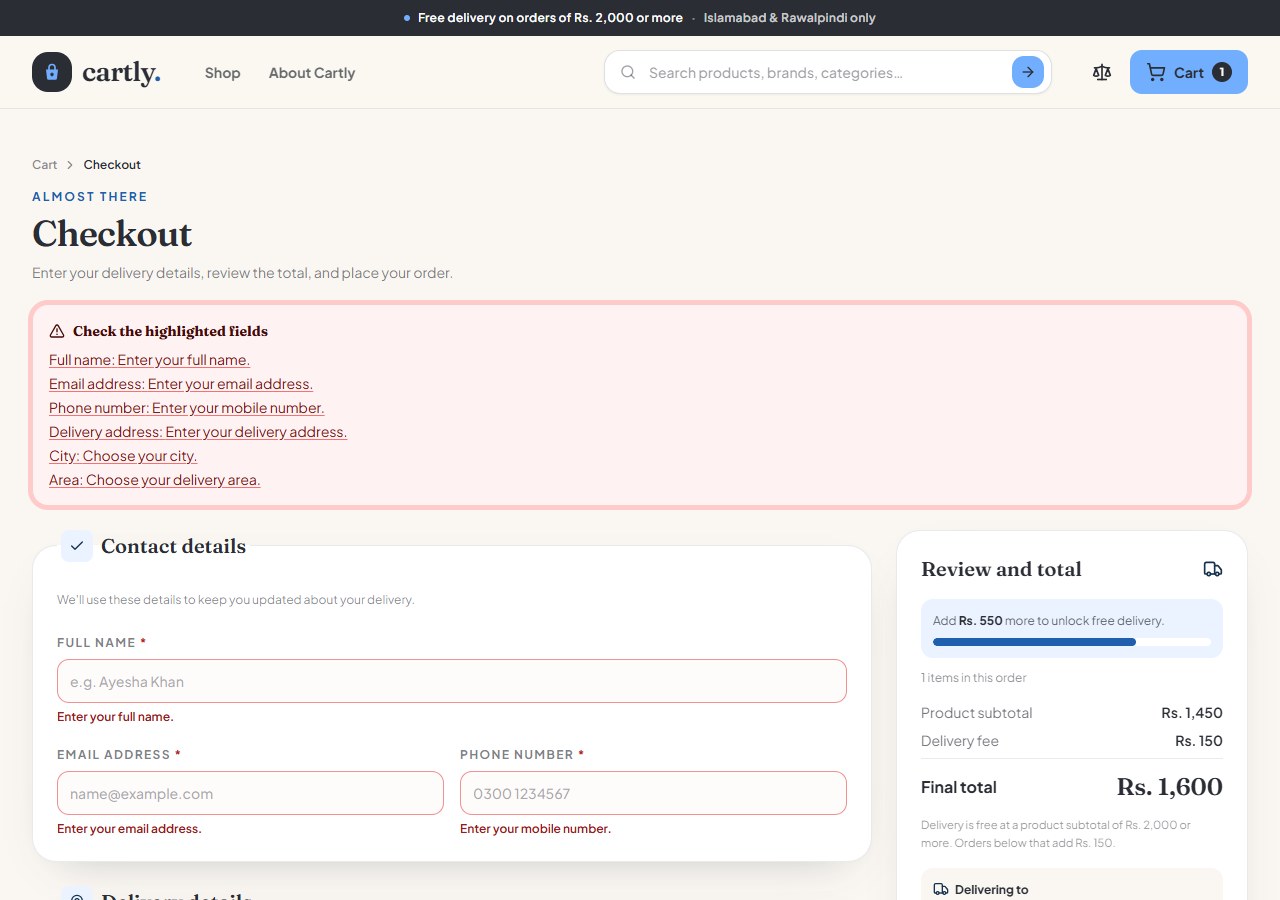 Free delivery on orders of Rs. 2,000 or more · Islamabad & Rawalpindi only
cartly.
Shop
About Cartly
Search products, brands, categories…
Cart 1
Cart > Checkout
ALMOST THERE
Checkout
Enter your delivery details, review the total, and place your order.
Check the highlighted fields
Full name: Enter your full name.
Email address: Enter your email address.
Phone number: Enter your mobile number.
Delivery address: Enter your delivery address.
City: Choose your city.
Area: Choose your delivery area.
Contact details
We'll use these details to keep you updated about your delivery.
FULL NAME *
e.g. Ayesha Khan
Enter your full name.
EMAIL ADDRESS *
name@example.com
Enter your email address.
PHONE NUMBER *
0300 1234567
Enter your mobile number.
Delivery details
Review and total
Add Rs. 550 more to unlock free delivery.
1 items in this order
Product subtotal Rs. 1,450
Delivery fee Rs. 150
Final total Rs. 1,600
Delivery is free at a product subtotal of Rs. 2,000 or
more. Orders below that add Rs. 150.
Delivering to